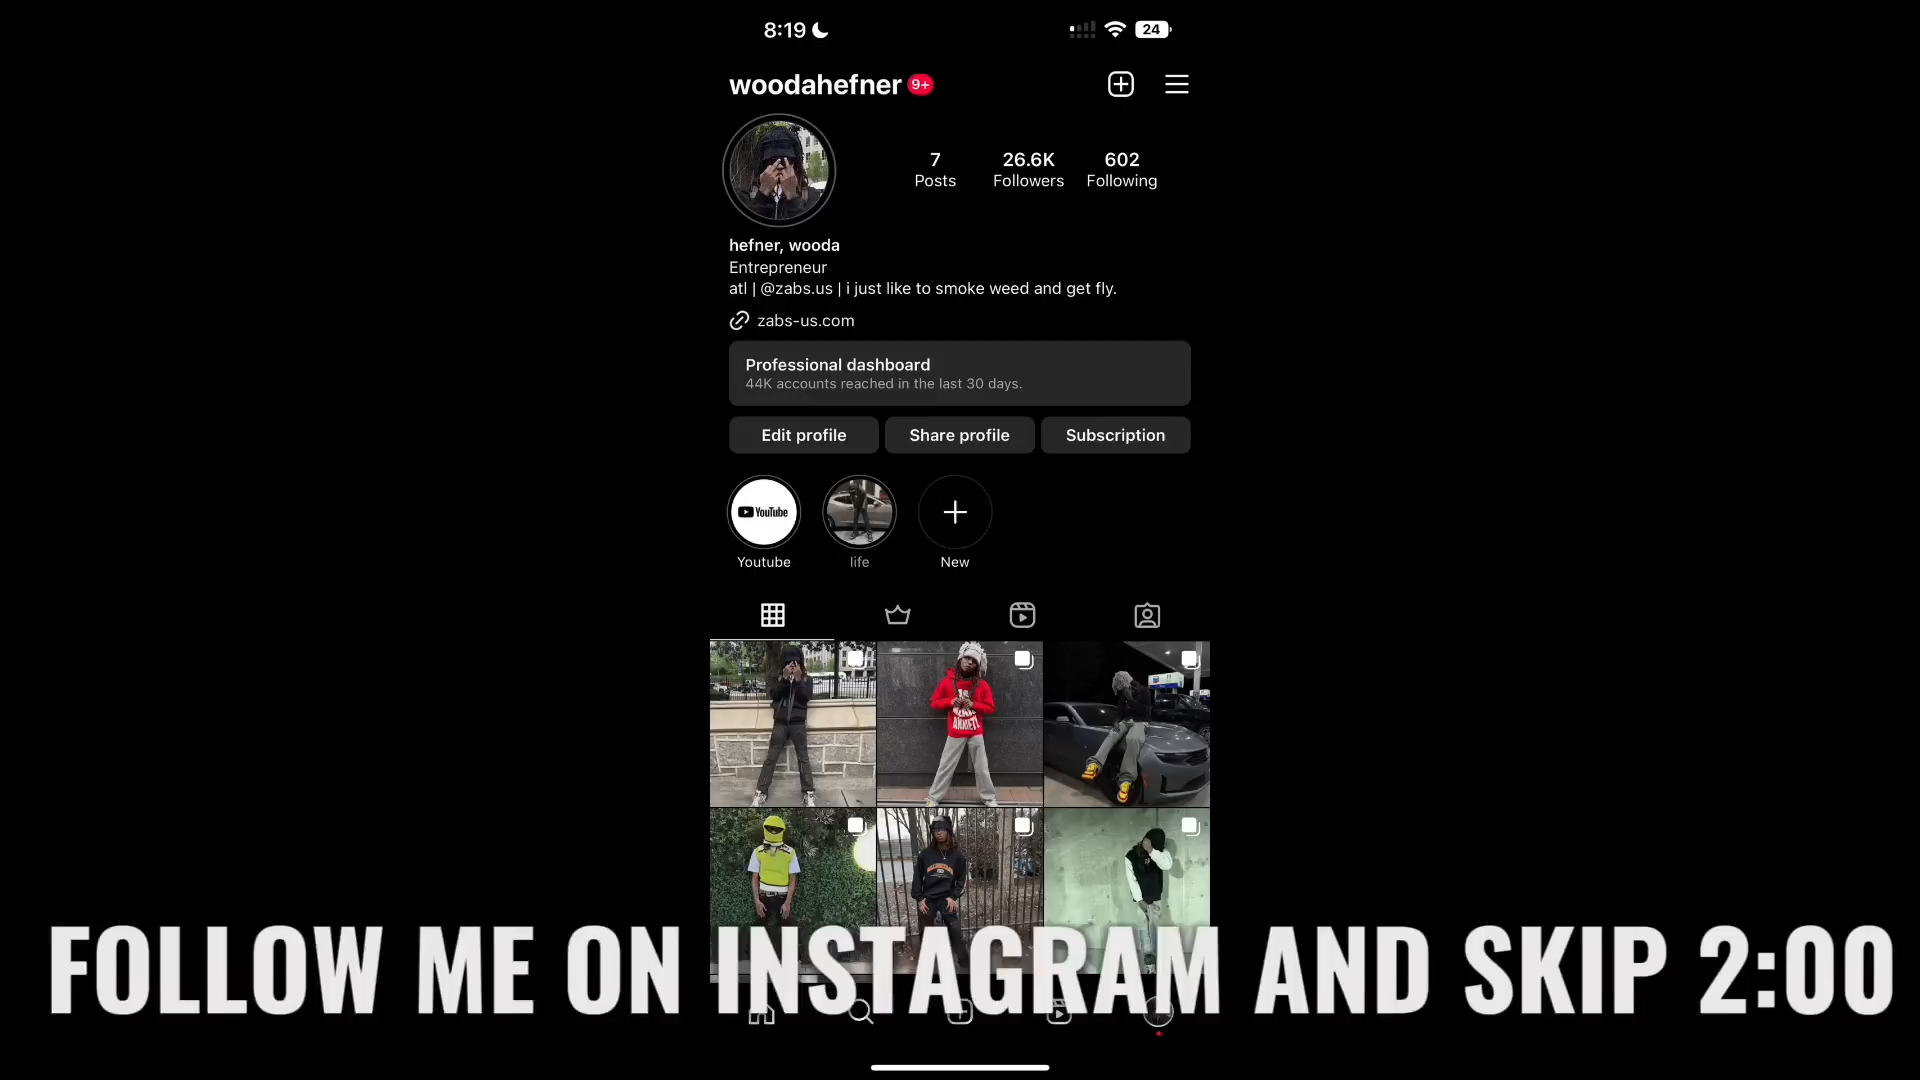 8:19
24
woodahefner 9+
7 26.6K 602
Posts Followers Following
hefner, wooda
Entrepreneur
atl | @zabs.us | i just like to smoke weed and get fly.
zabs-us.com
Professional dashboard
44K accounts reached in the last 30 days.
Edit profile Share profile Subscription
YouTube
Youtube life New
FOLLOW ME ON INSTAGRAM AND SKIP 2:00